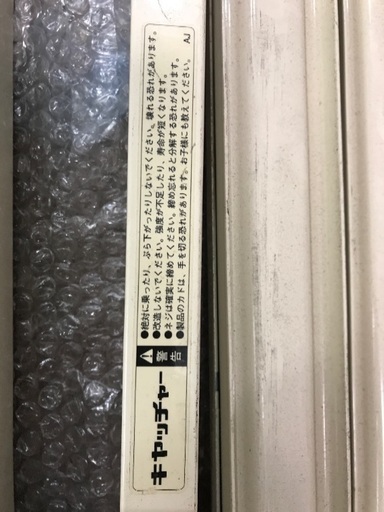 キヤッチャー
警告
●絶対に乗ったり、ぶら下がったりしないでください。壊れる恐れがあります。
●改造しないでください。強度が不足したり、寿命が短くなります。
●ネジは確実に締めてください。締め忘れると分解する恐れがあります。
●製品のカドは、手を切る恐れがあります。お子様にも教えてください。
AJ